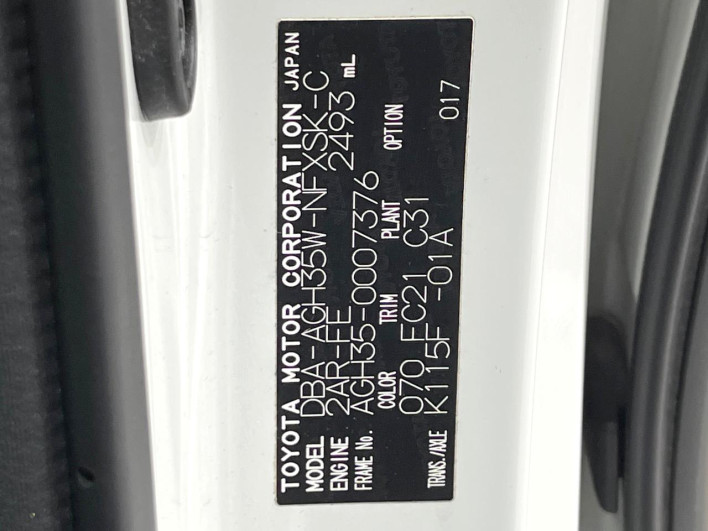 TOYOTA MOTOR CORPORATION JAPAN
MODEL DBA-AGH35W-NFXSK-C
ENGINE 2AR-FE 2493 mL
FRAME No. AGH35-0007376
COLOR TRIM PLANT OPTION
070 FC21 C31
TRANS./AXLE K115F -01A 017